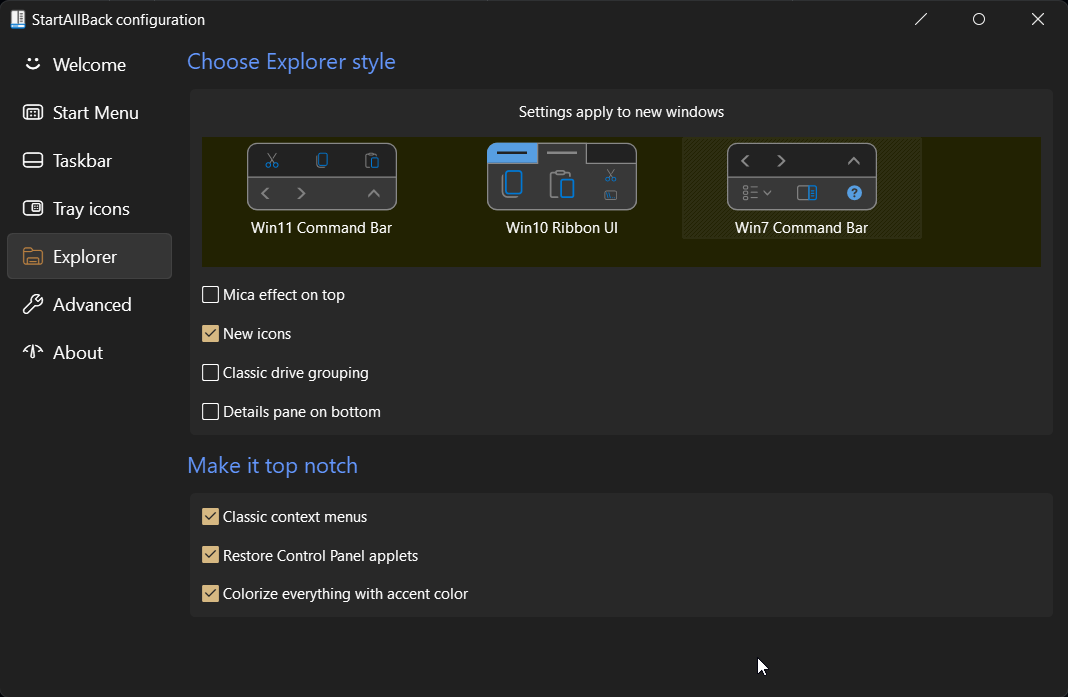 StartAllBack configuration
Welcome
Start Menu
Taskbar
Tray icons
Explorer
Advanced
About
Choose Explorer style
Settings apply to new windows
Win11 Command Bar
Win10 Ribbon UI
Win7 Command Bar
Mica effect on top
New icons
Classic drive grouping
Details pane on bottom
Make it top notch
Classic context menus
Restore Control Panel applets
Colorize everything with accent color